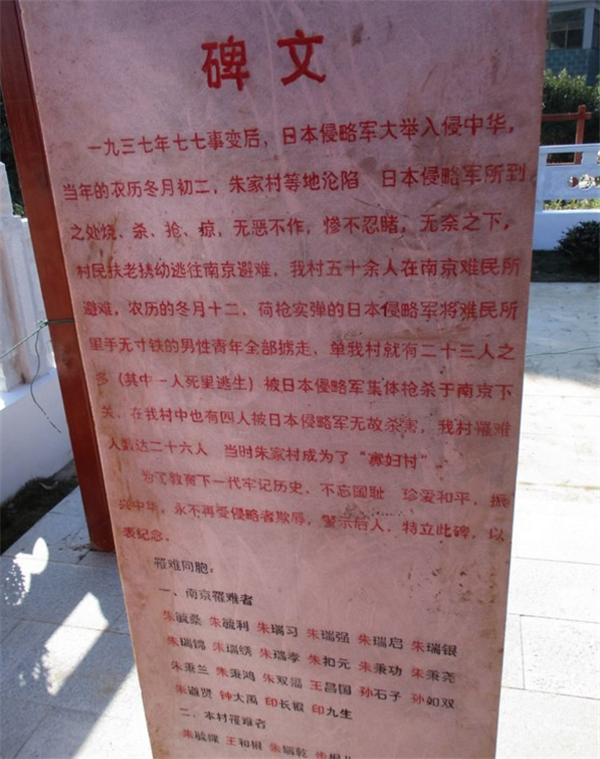 碑文
一九三七年七七事变后，日本侵略军大举入侵中华，
当年的农历冬月初二，朱家村等地沦陷 日本侵略军所到
之处烧、杀、抢、掠，无恶不作，惨不忍睹，无奈之下，
村民扶老携幼逃往南京避难，我村五十余人在南京难民所
避难，农历的冬月十二，荷枪实弹的日本侵略军将难民所
里手无寸铁的男性青年全部掳走，单我村就有二十三人之
多（其中一人死里逃生）被日本侵略军集体枪杀于南京下
关，在我村中也有四人被日本侵略军无故杀害，我村罹难
人数达二十六人 当时朱家村成为了“寡妇村”
为了教育下一代牢记历史，不忘国耻 珍爱和平，振
兴中华，永不再受侵略者欺辱，警示后人，特立此碑，以
表纪念。
罹难同胞：
一、南京罹难者
朱毓桑 朱毓利 朱瑞习 朱瑞强 朱瑞启 朱瑞银
朱瑞锦 朱瑞绣 朱瑞孝 朱扣元 朱秉功 朱秉尧
朱秉兰 朱秉鸿 朱双福 王昌国 孙石子 孙如双
朱道贤 钟大禹 印长根 印九生
二、本村罹难者
王和根 朱瑞乾